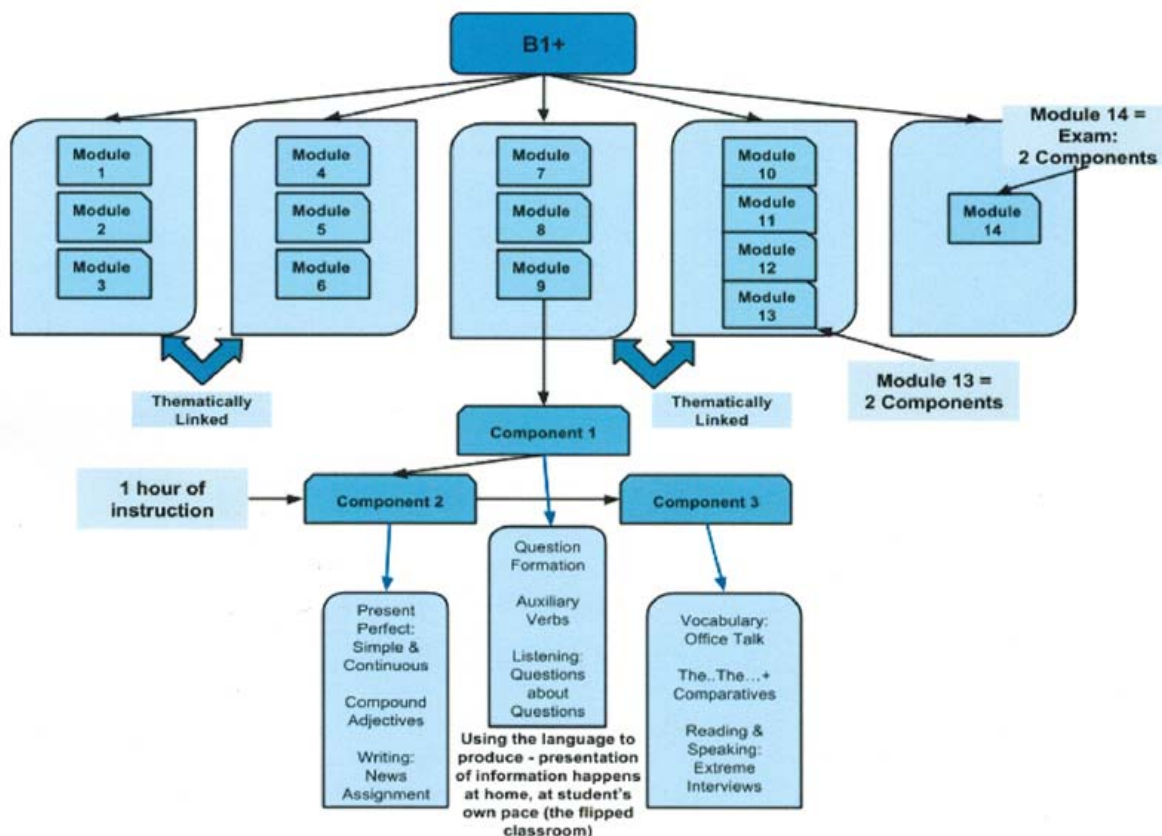 B1+
Module
1
Module
2
Module
3
Module
4
Module
5
Module
6
Module
7
Module
8
Module
9
Module
10
Module
11
Module
12
Module
13
Module
14
Module 14 =
Exam:
2 Components
Thematically
Linked
Thematically
Linked
Module 13 =
2 Components
Component 1
1 hour of
instruction
Component 2
Component 3
Present
Perfect:
Simple &
Continuous
Compound
Adjectives
Writing:
News
Assignment
Question
Formation
Auxiliary
Verbs
Listening:
Questions
about
Questions
Using the language to
produce - presentation
of information happens
at home, at student's
own pace (the flipped
classroom)
Vocabulary:
Office Talk
The..The...+
Comparatives
Reading &
Speaking:
Extreme
Interviews